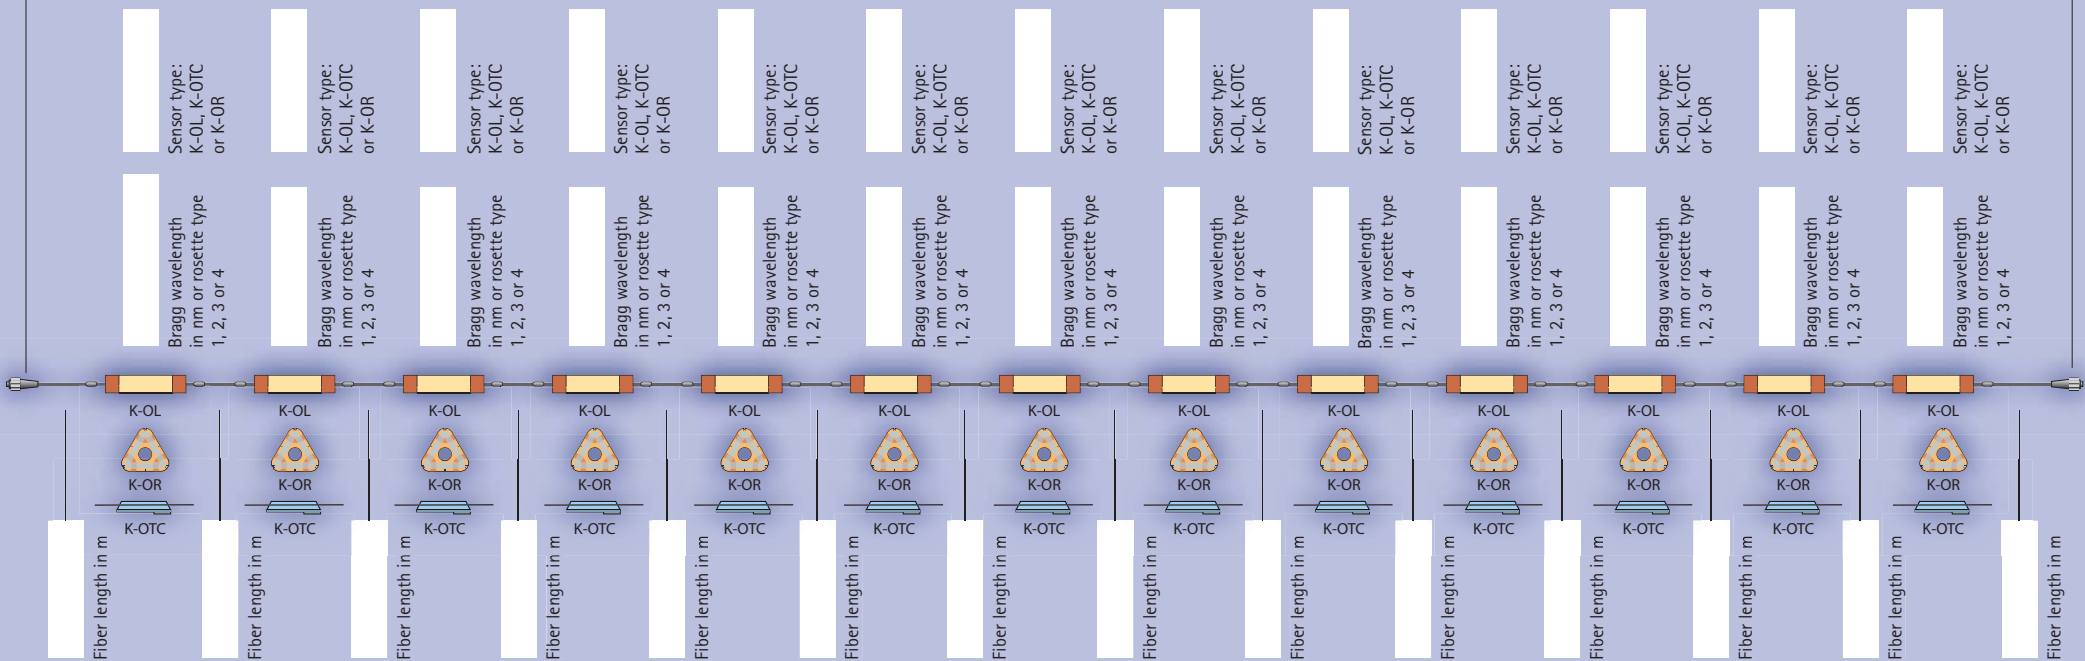 Sensor type:
K-OL, K-OTC
or K-OR
Sensor type:
K-OL, K-OTC
or K-OR
Sensor type:
K-OL, K-OTC
or K-OR
Sensor type:
K-OL, K-OTC
or K-OR
Sensor type:
K-OL, K-OTC
or K-OR
Sensor type:
K-OL, K-OTC
or K-OR
Sensor type:
K-OL, K-OTC
or K-OR
Sensor type:
K-OL, K-OTC
or K-OR
Sensor type:
K-OL, K-OTC
or K-OR
Sensor type:
K-OL, K-OTC
or K-OR
Sensor type:
K-OL, K-OTC
or K-OR
Sensor type:
K-OL, K-OTC
or K-OR
Sensor type:
K-OL, K-OTC
or K-OR
Bragg wavelength
in nm or rosette type
1, 2, 3 or 4
Bragg wavelength
in nm or rosette type
1, 2, 3 or 4
Bragg wavelength
in nm or rosette type
1, 2, 3 or 4
Bragg wavelength
in nm or rosette type
1, 2, 3 or 4
Bragg wavelength
in nm or rosette type
1, 2, 3 or 4
Bragg wavelength
in nm or rosette type
1, 2, 3 or 4
Bragg wavelength
in nm or rosette type
1, 2, 3 or 4
Bragg wavelength
in nm or rosette type
1, 2, 3 or 4
Bragg wavelength
in nm or rosette type
1, 2, 3 or 4
Bragg wavelength
in nm or rosette type
1, 2, 3 or 4
Bragg wavelength
in nm or rosette type
1, 2, 3 or 4
Bragg wavelength
in nm or rosette type
1, 2, 3 or 4
Bragg wavelength
in nm or rosette type
1, 2, 3 or 4
K-OL K-OL K-OL K-OL K-OL K-OL K-OL K-OL K-OL K-OL K-OL K-OL K-OL
K-OR K-OR K-OR K-OR K-OR K-OR K-OR K-OR K-OR K-OR K-OR K-OR K-OR
K-OTC K-OTC K-OTC K-OTC K-OTC K-OTC K-OTC K-OTC K-OTC K-OTC K-OTC K-OTC K-OTC
Fiber length in m
Fiber length in m
Fiber length in m
Fiber length in m
Fiber length in m
Fiber length in m
Fiber length in m
Fiber length in m
Fiber length in m
Fiber length in m
Fiber length in m
Fiber length in m
Fiber length in m
Fiber length in m